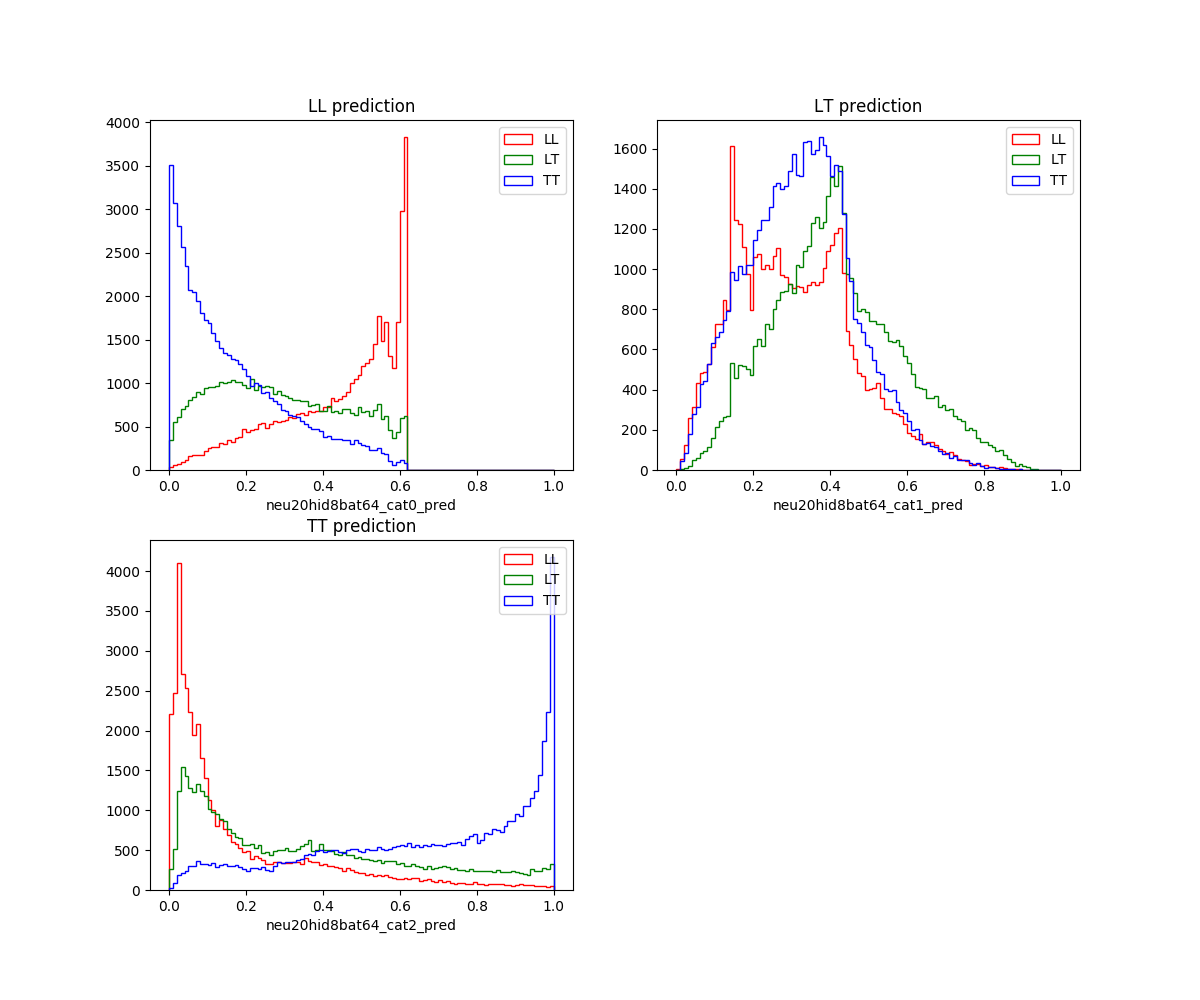 LL prediction
4000
3500
3000
2500
2000
1500
1000
500
0
0.0 0.2 0.4 0.6 0.8 1.0
neu20hid8bat64_cat0_pred
LL
LT
TT
LT prediction
1600
1400
1200
1000
800
600
400
200
0
0.0 0.2 0.4 0.6 0.8 1.0
neu20hid8bat64_cat1_pred
LL
LT
TT
TT prediction
4000
3500
3000
2500
2000
1500
1000
500
0
0.0 0.2 0.4 0.6 0.8 1.0
neu20hid8bat64_cat2_pred
LL
LT
TT